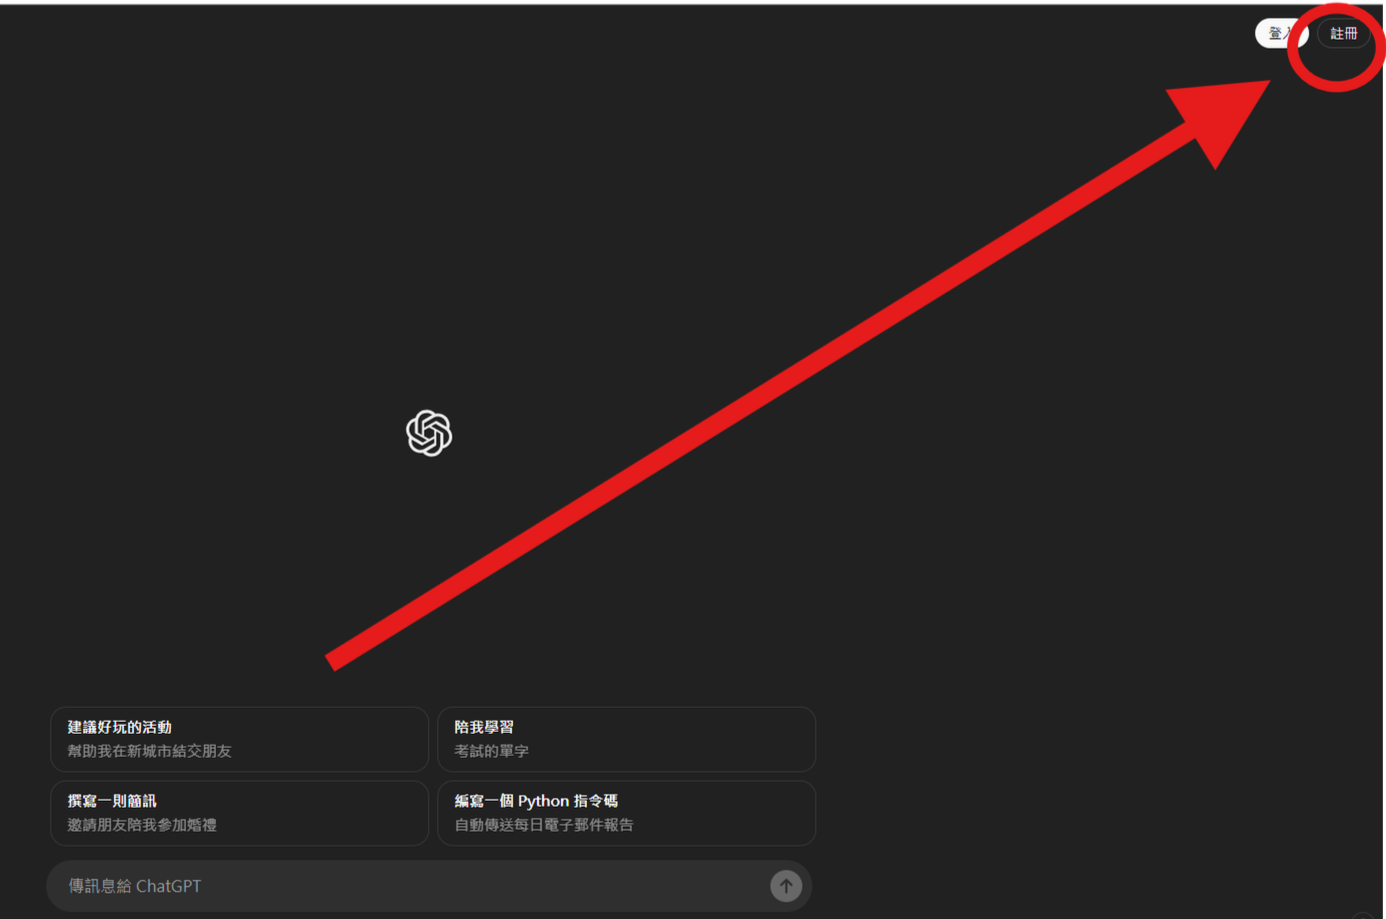 登入
註冊
建議好玩的活動
幫助我在新城市結交朋友
陪我學習
考試的單字
撰寫一則簡訊
邀請朋友陪我參加婚禮
編寫一個 Python 指令碼
自動傳送每日電子郵件報告
傳訊息給 ChatGPT